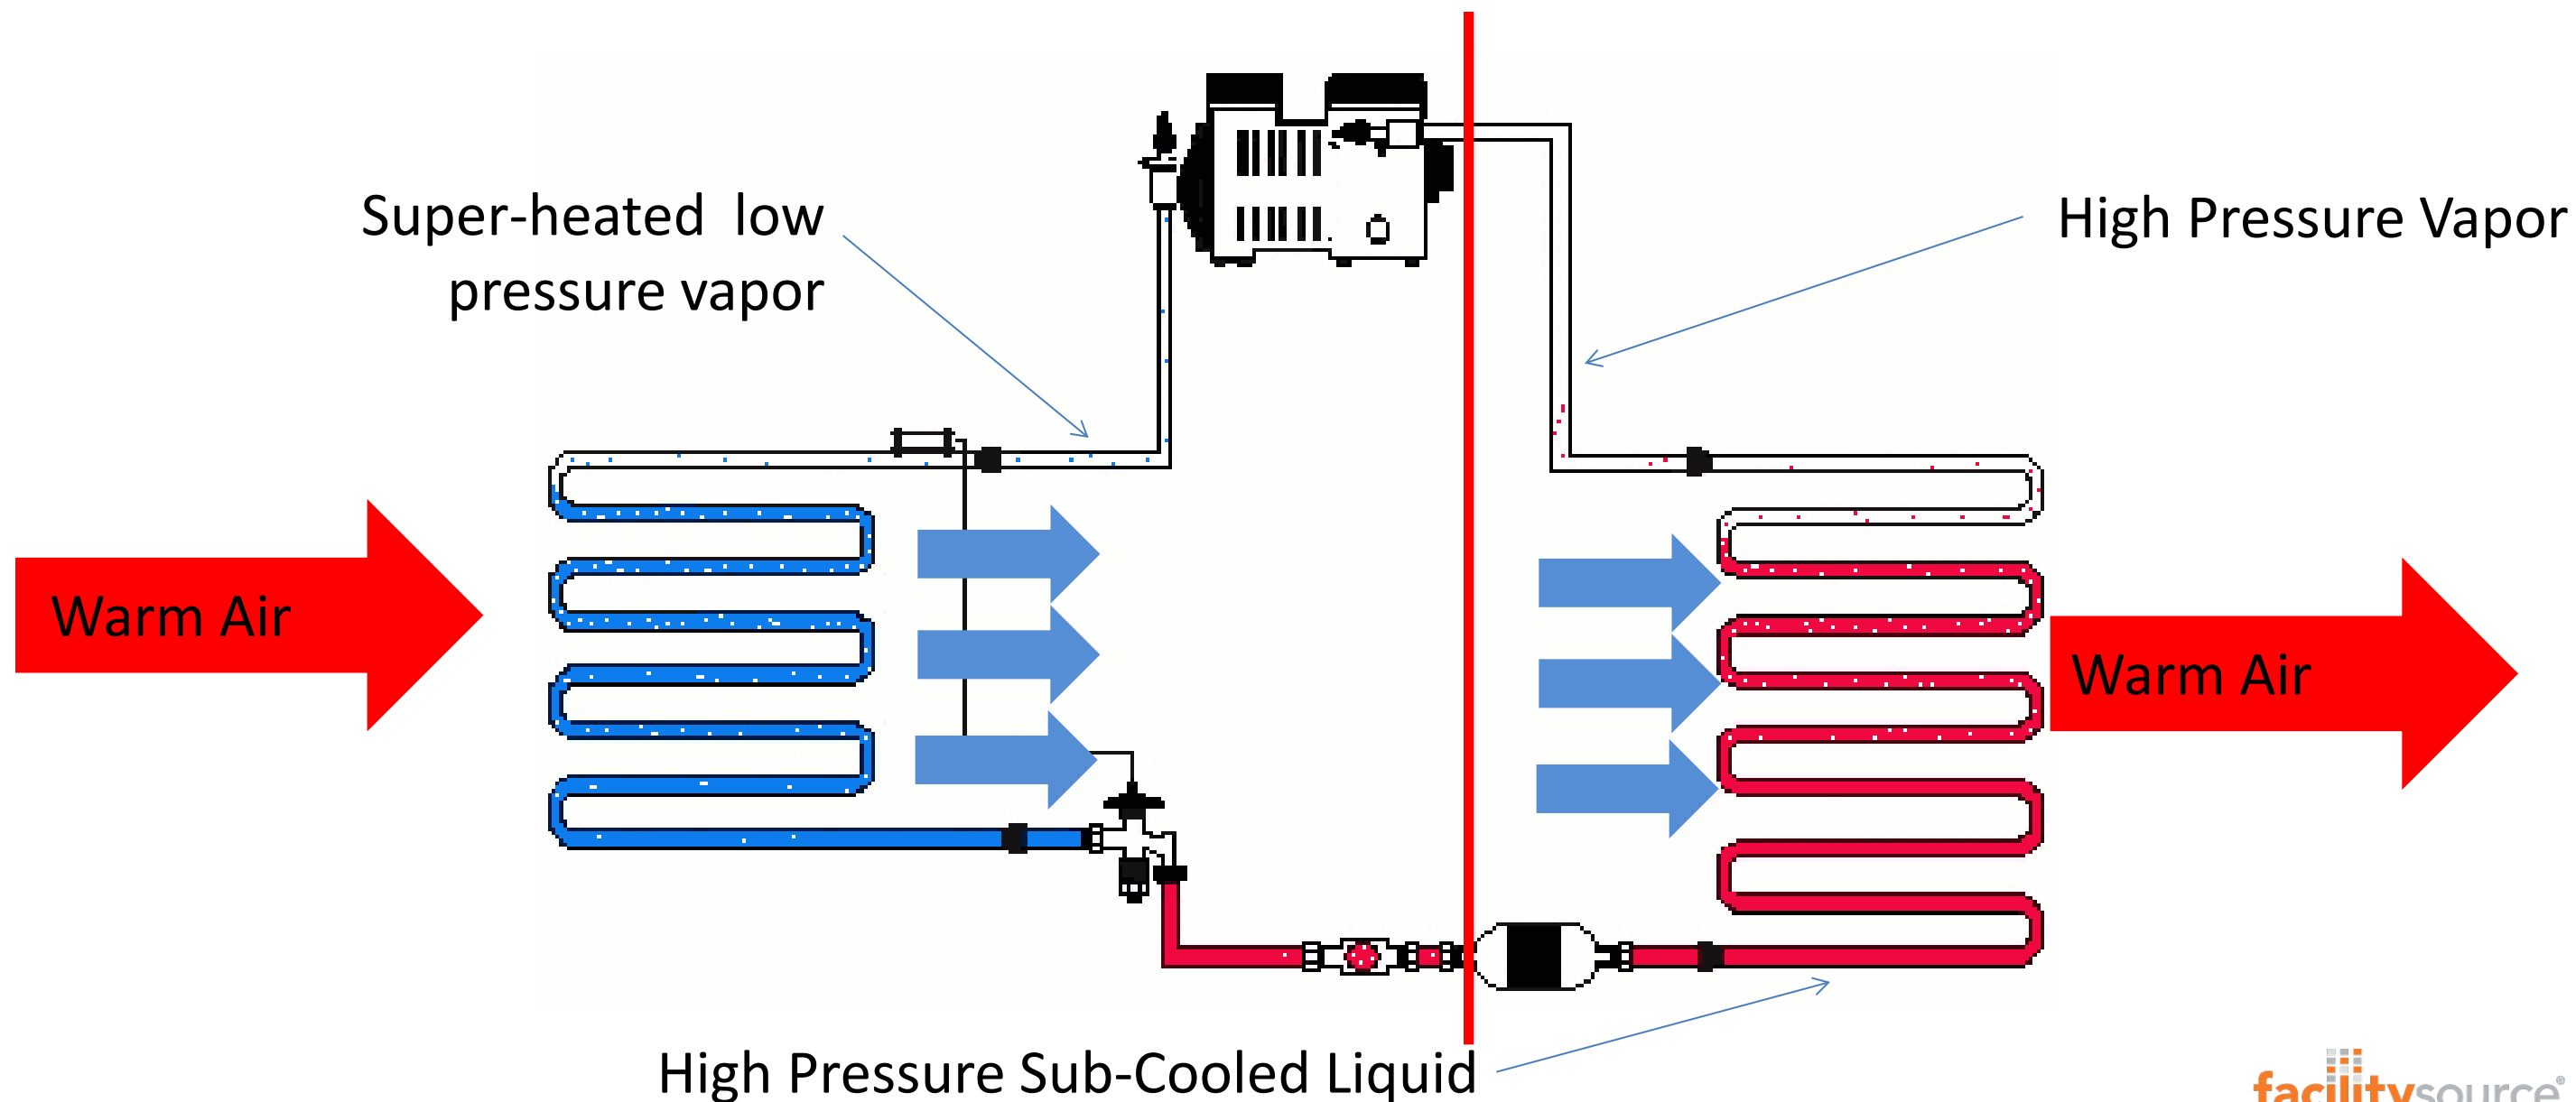 Super-heated low
pressure vapor
High Pressure Vapor
Warm Air
Warm Air
High Pressure Sub-Cooled Liquid
facilitysource®